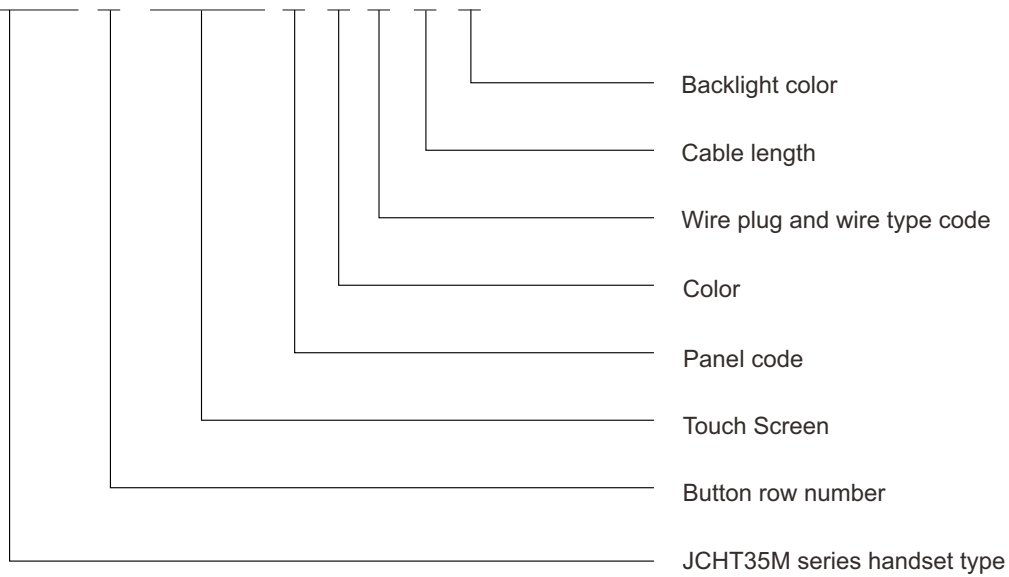 Backlight color
Cable length
Wire plug and wire type code
Color
Panel code
Touch Screen
Button row number
JCHT35M series handset type